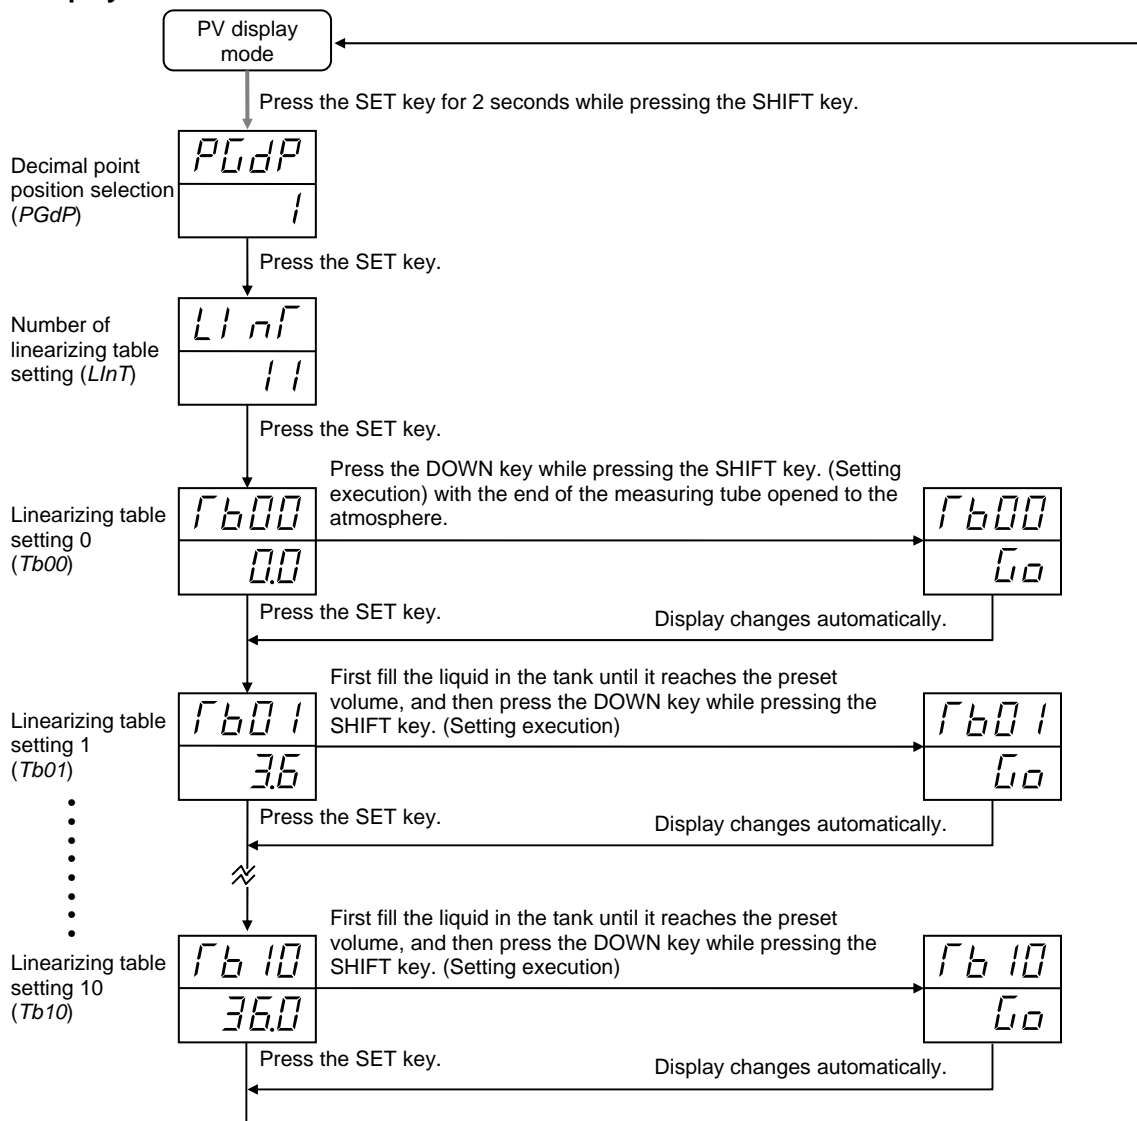 PV display
mode
Press the SET key for 2 seconds while pressing the SHIFT key.
Decimal point
position selection
(PGdP)
PGdP
1
Press the SET key.
Number of
linearizing table
setting (LInT)
LInT
11
Press the SET key.
Press the DOWN key while pressing the SHIFT key. (Setting
execution) with the end of the measuring tube opened to the
atmosphere.
Linearizing table
setting 0
(Tb00)
Tb00
0.0
Tb00
Go
Press the SET key.
Display changes automatically.
First fill the liquid in the tank until it reaches the preset
volume, and then press the DOWN key while pressing the
SHIFT key. (Setting execution)
Linearizing table
setting 1
(Tb01)
Tb01
3.6
Tb01
Go
Press the SET key.
Display changes automatically.
First fill the liquid in the tank until it reaches the preset
volume, and then press the DOWN key while pressing the
SHIFT key. (Setting execution)
Linearizing table
setting 10
(Tb10)
Tb10
36.0
Tb10
Go
Press the SET key.
Display changes automatically.